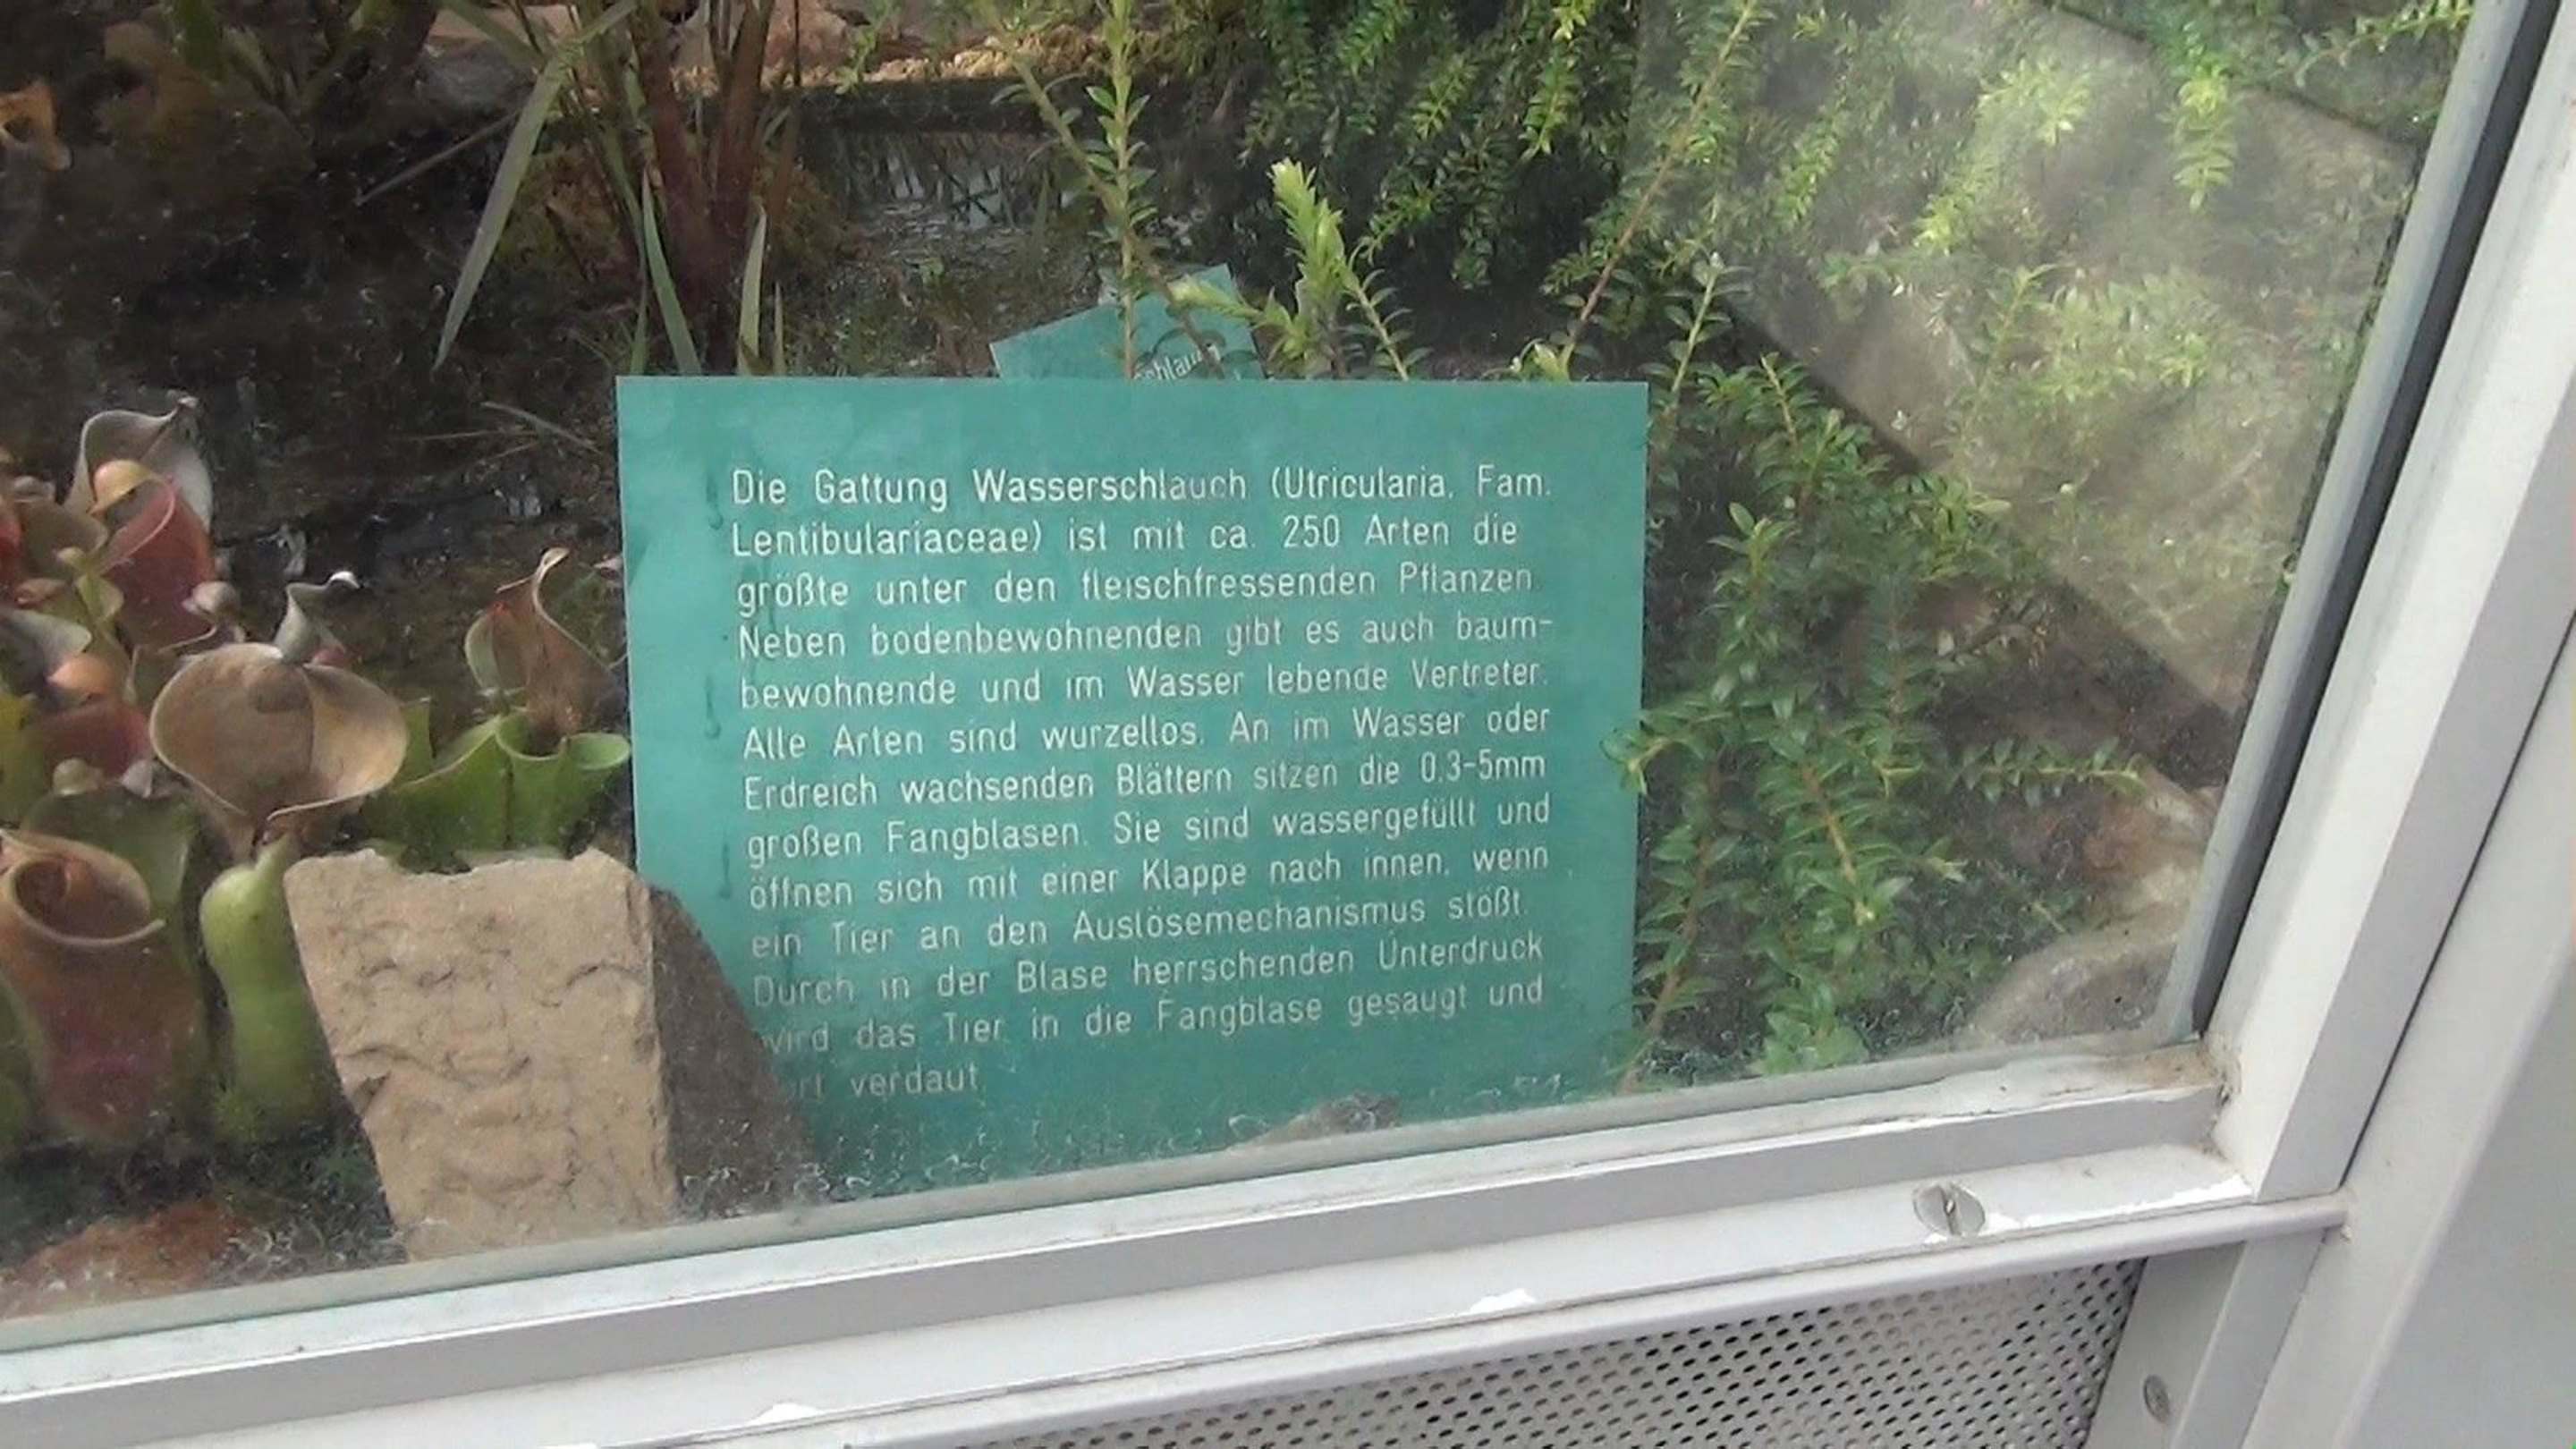 schlauch
Die Gattung Wasserschlauch (Utricularia, Fam.
Lentibulariaceae) ist mit ca. 250 Arten die
größte unter den fleischfressenden Pflanzen.
Neben bodenbewohnenden gibt es auch baum-
bewohnende und im Wasser lebende Vertreter.
Alle Arten sind wurzellos. An im Wasser oder
Erdreich wachsenden Blättern sitzen die 0.3-5mm
großen Fangblasen. Sie sind wassergefüllt und
öffnen sich mit einer Klappe nach innen, wenn
ein Tier an den Auslösemechanismus stößt.
Durch in der Blase herrschenden Unterdruck
wird das Tier in die Fangblase gesaugt und
verdaut.